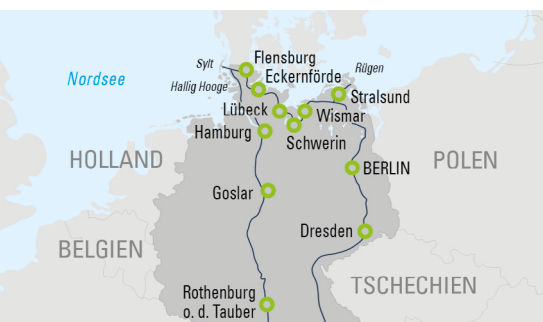 Sylt
Flensburg
Rügen
Nordsee
Hallig Hooge
Eckernförde
Stralsund
Lübeck
Wismar
Hamburg
Schwerin
HOLLAND
BERLIN
POLEN
Goslar
Dresden
BELGIEN
TSCHECHIEN
Rothenburg
o. d. Tauber